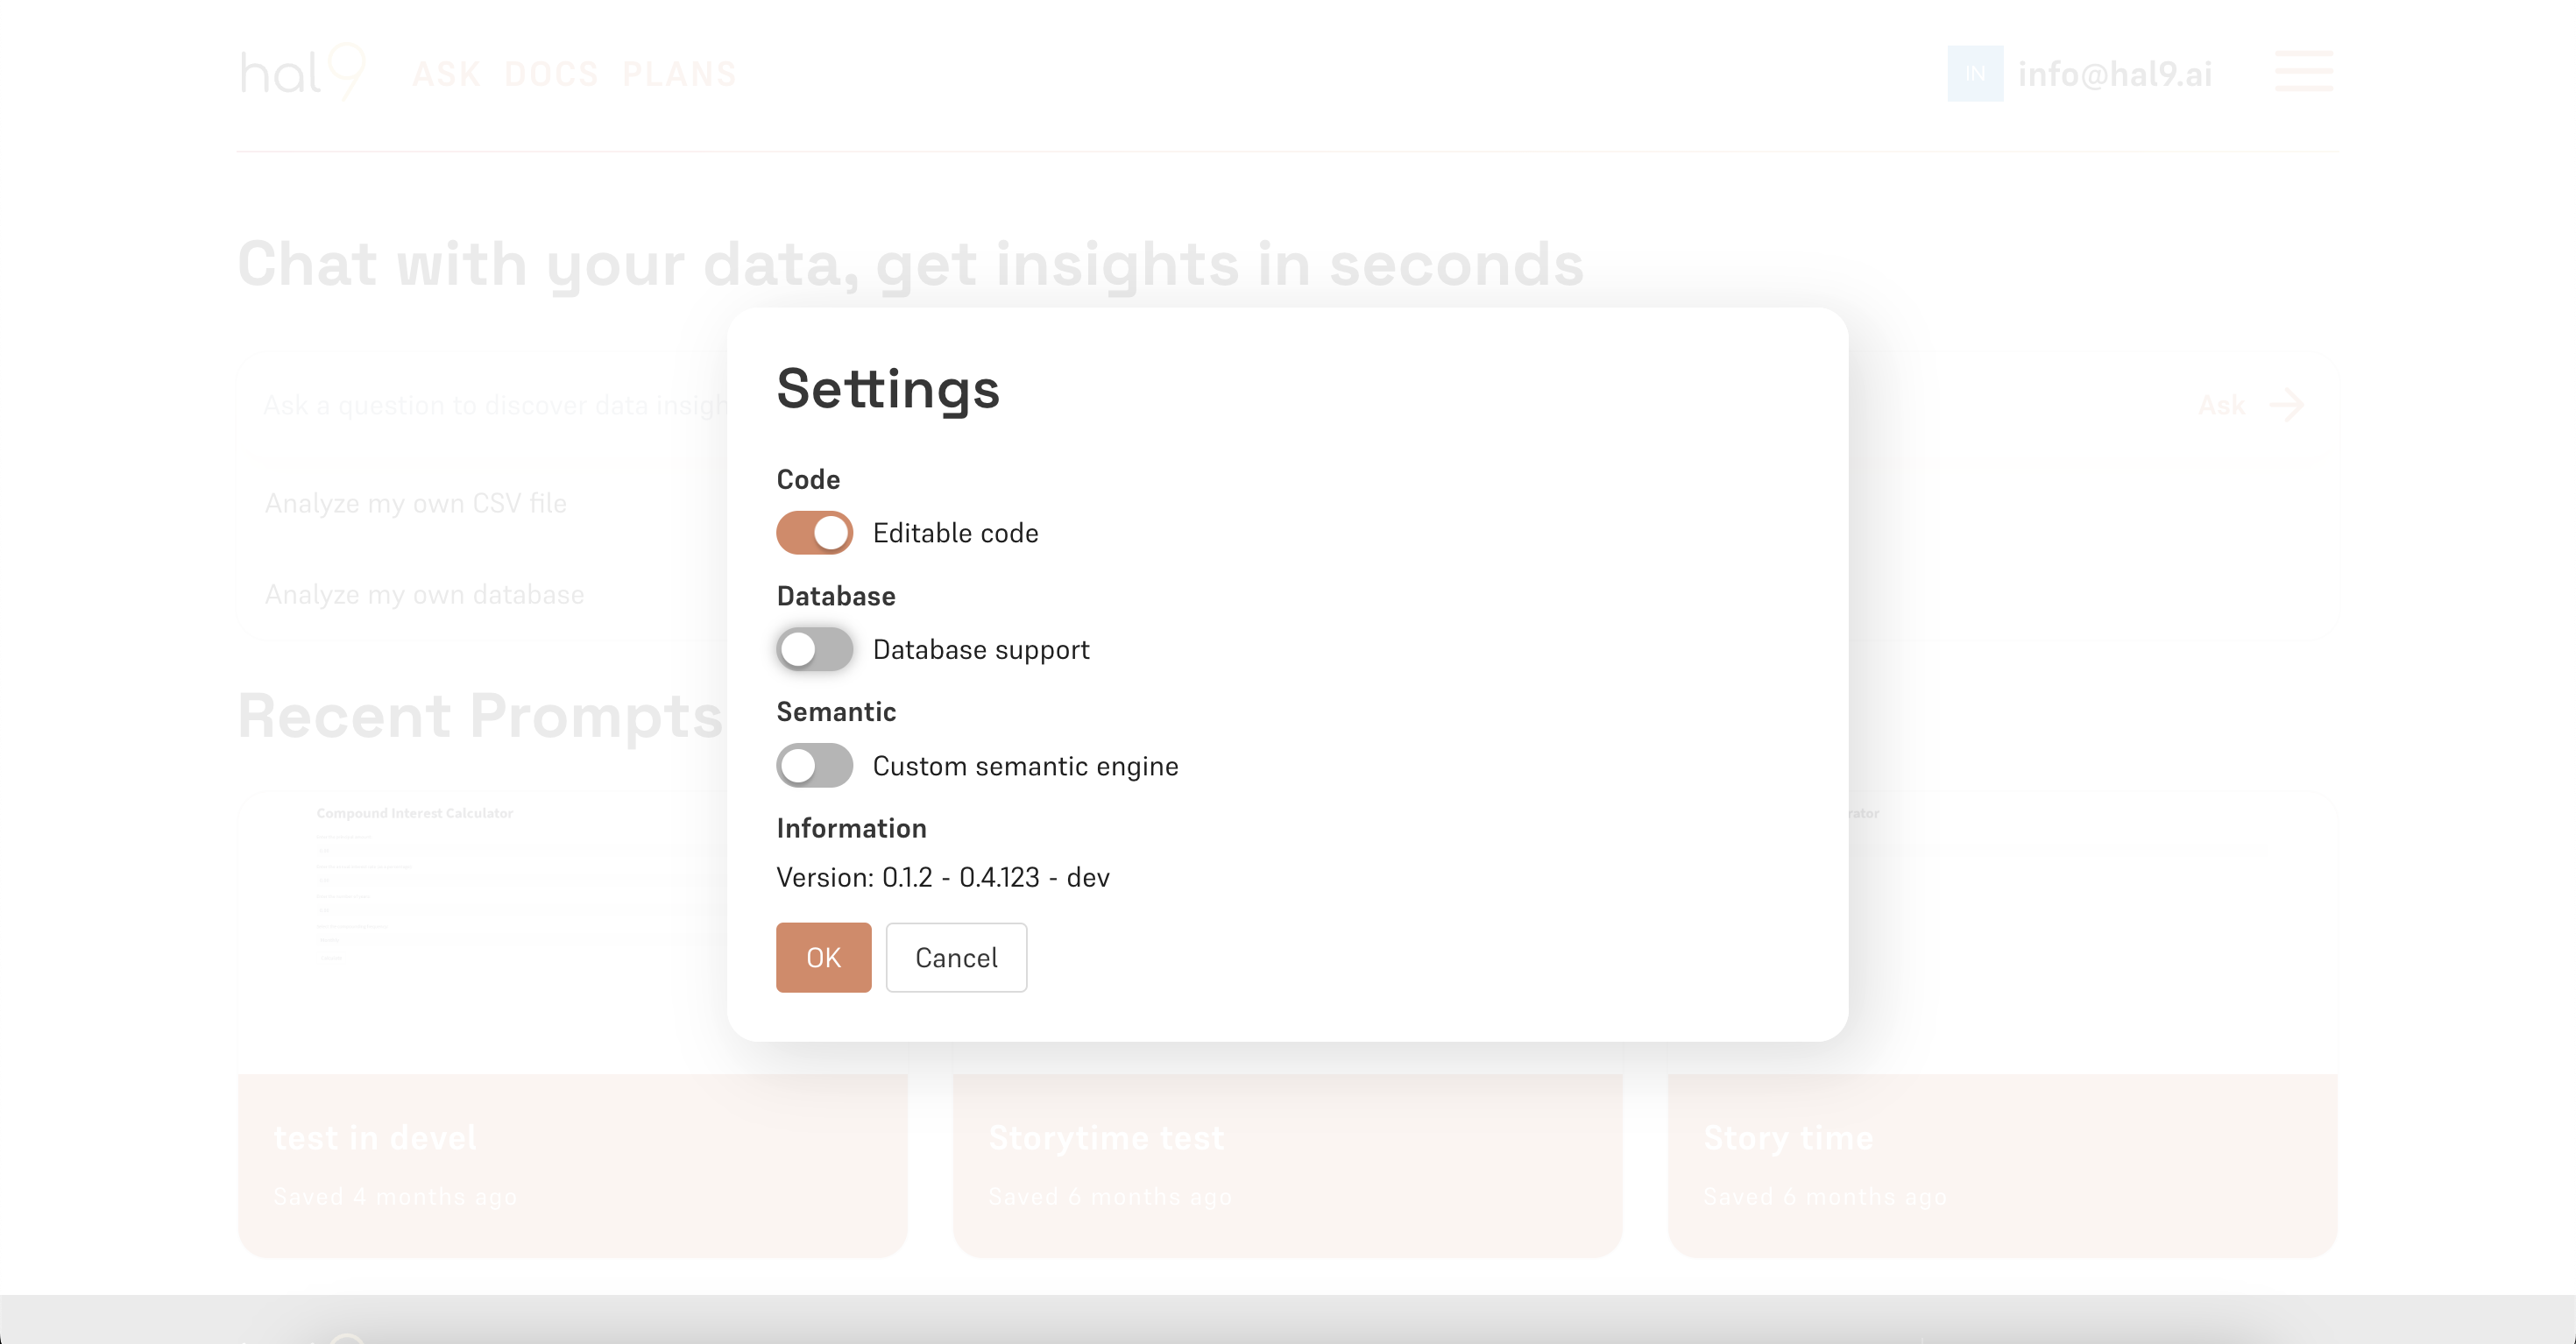 hal9 ASK DOCS PLANS IN info@hal9.ai
Chat with your data, get insights in seconds
Ask a question to discover data insigh
Ask
Analyze my own CSV file
Analyze my own database
Settings
Code
Editable code
Database
Database support
Semantic
Custom semantic engine
Information
Version: 0.1.2 - 0.4.123 - dev
OK Cancel
Recent Prompts
Compound Interest Calculator
rator
test in devel
Saved 4 months ago
Storytime test
Saved 6 months ago
Story time
Saved 6 months ago